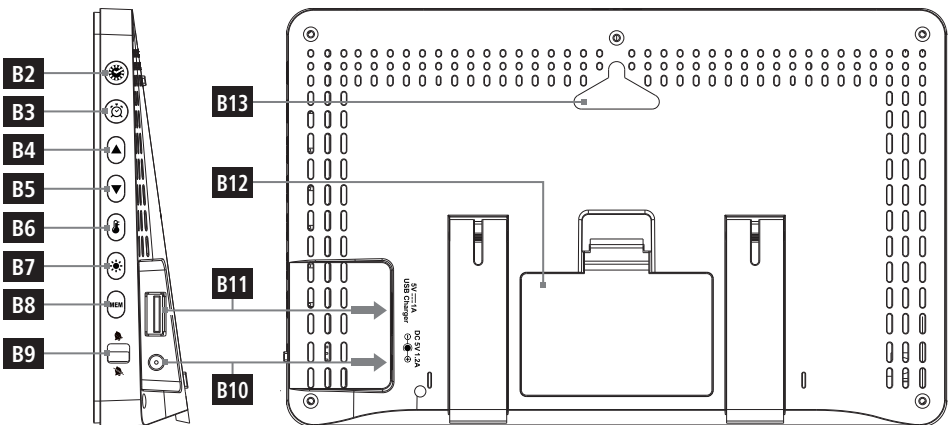 B2
B3
B4
B5
B6
B7
B8
MEM
B9
B13
B12
B11
B10
5V ⎓ 1A
USB Charger
DC 5V 1.2A